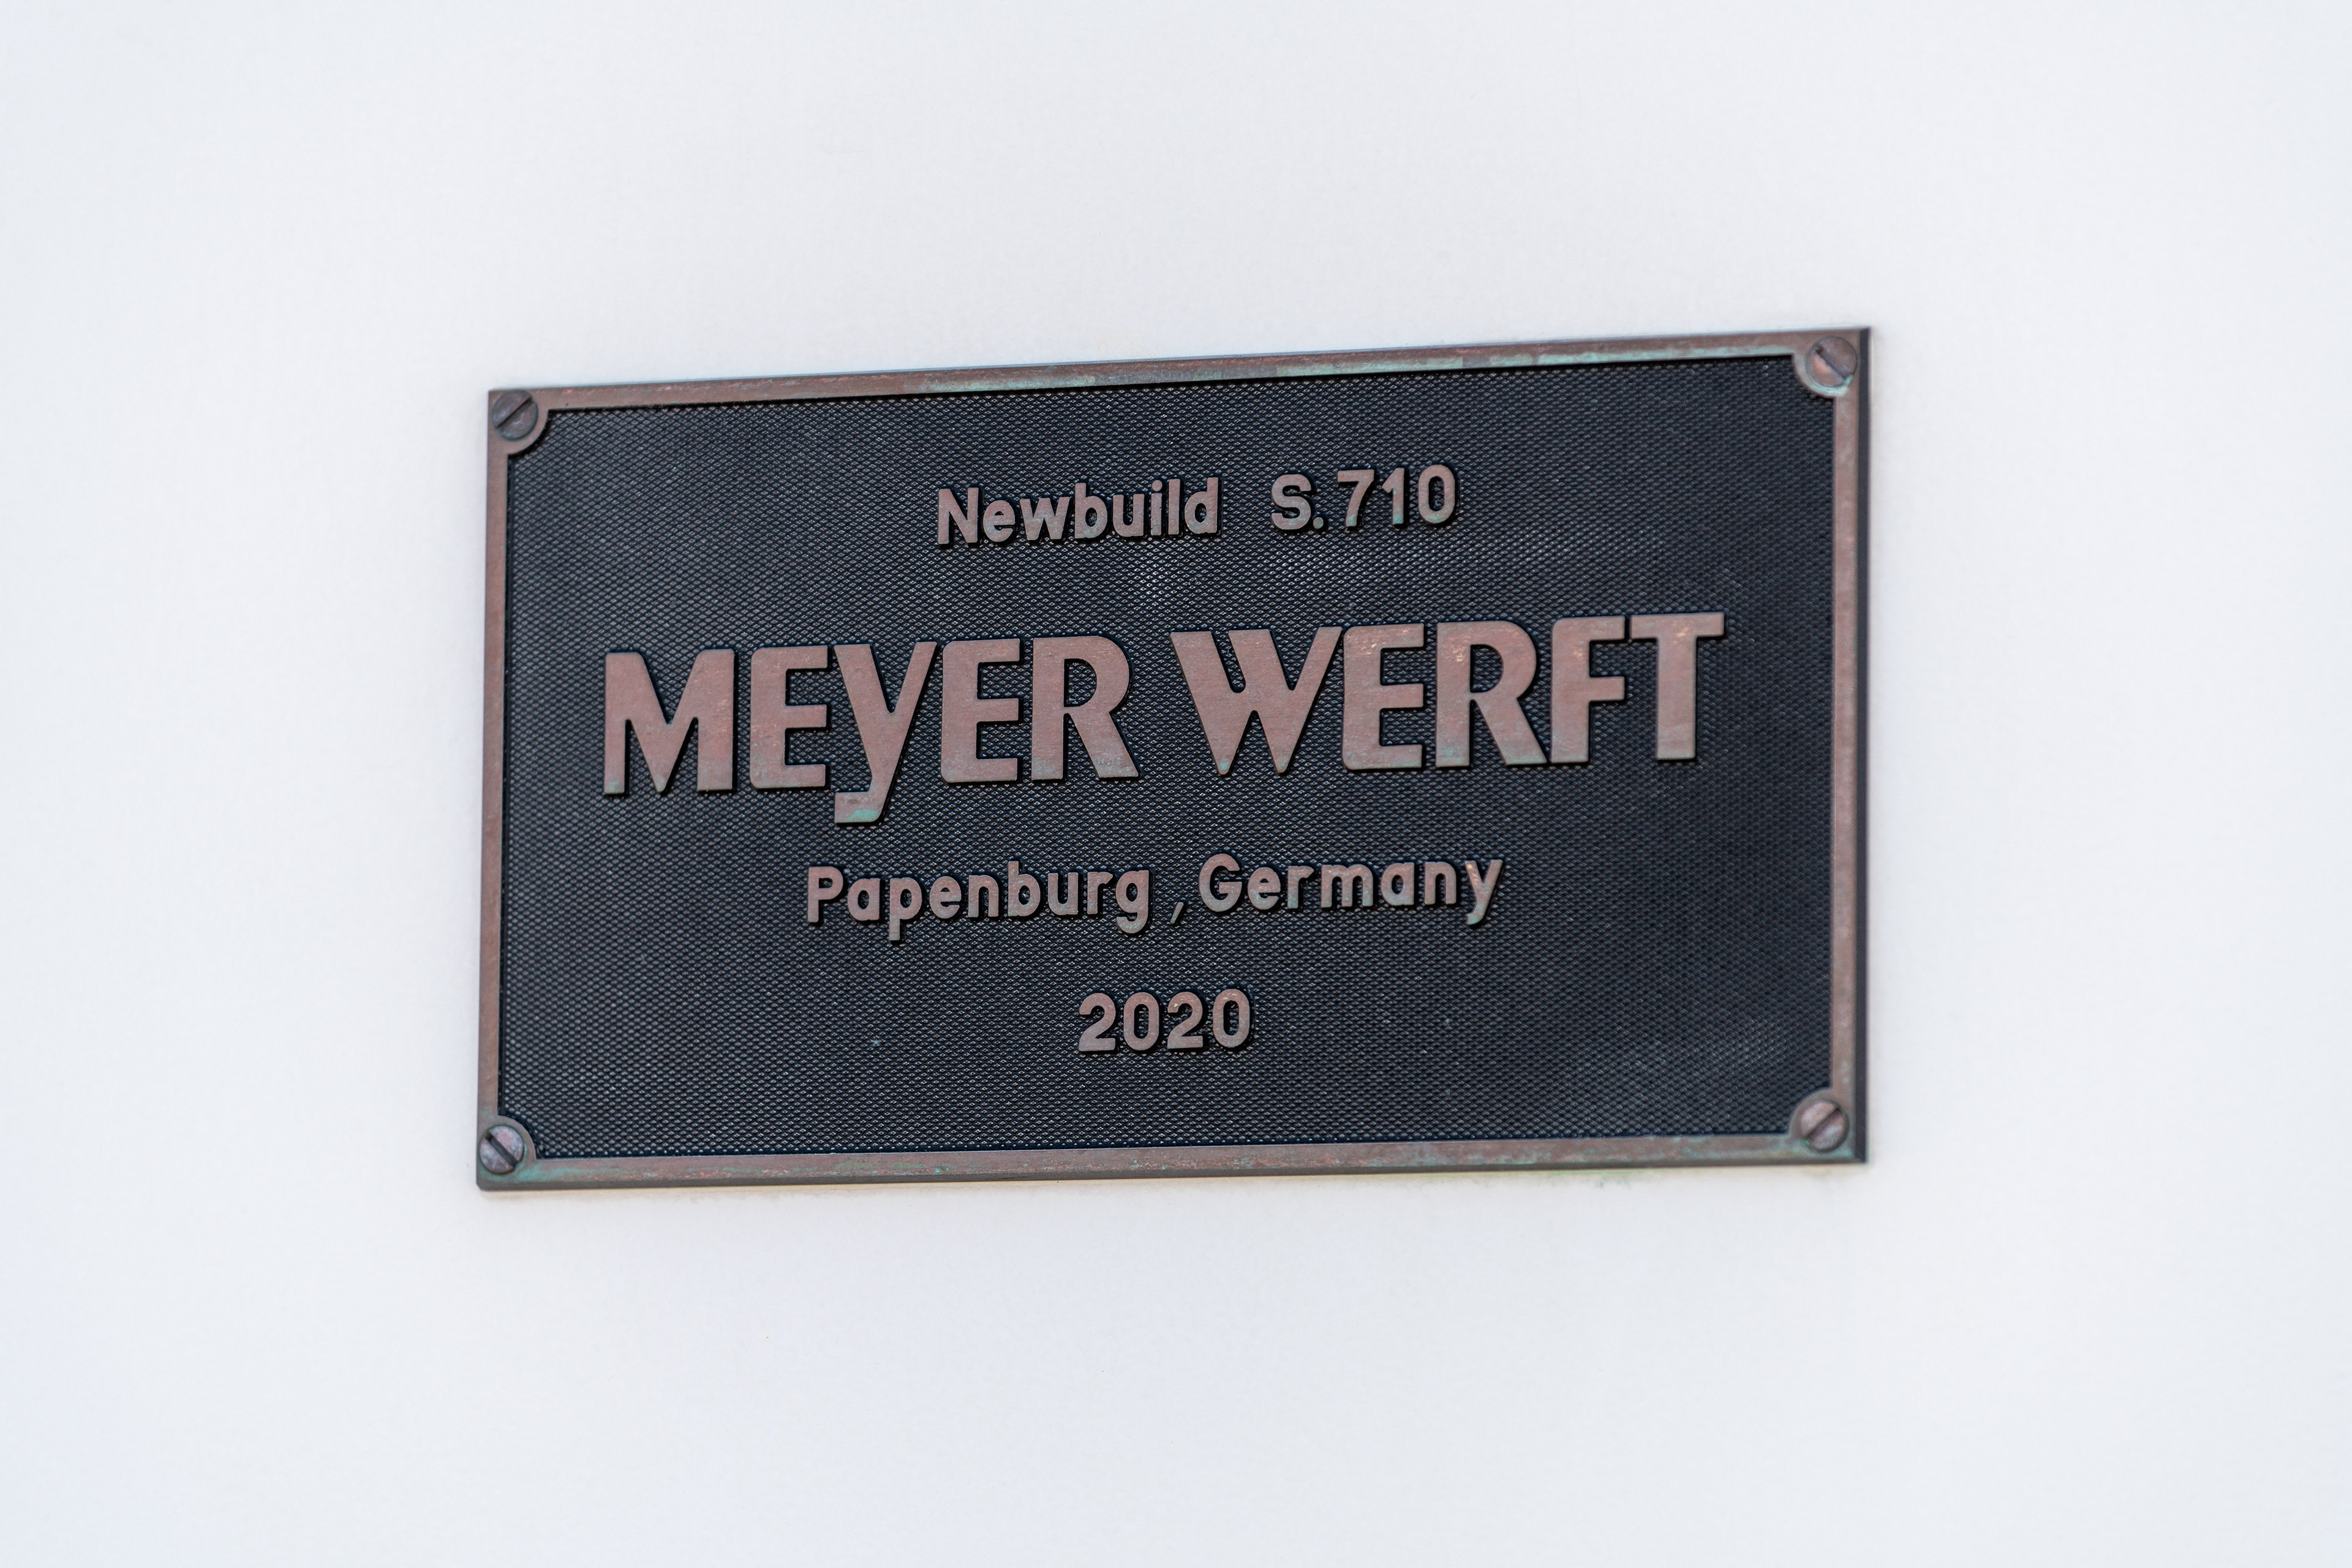 Newbuild S.710
MEYER WERFT
Papenburg, Germany
2020